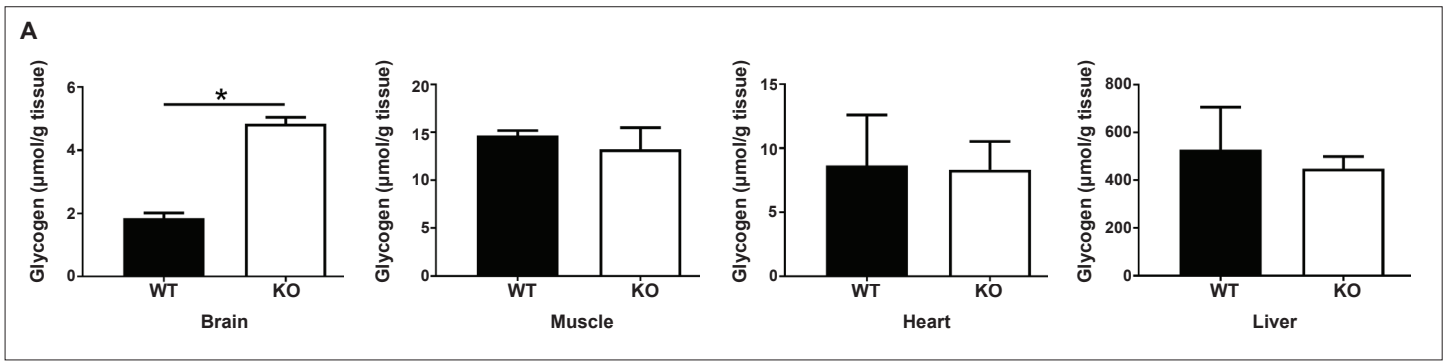 A
Glycogen (µmol/g tissue)
6
4
2
0
*
WT KO
Brain
Glycogen (µmol/g tissue)
20
15
10
5
0
WT KO
Muscle
Glycogen (µmol/g tissue)
15
10
5
0
WT KO
Heart
Glycogen (µmol/g tissue)
800
600
400
200
0
WT KO
Liver